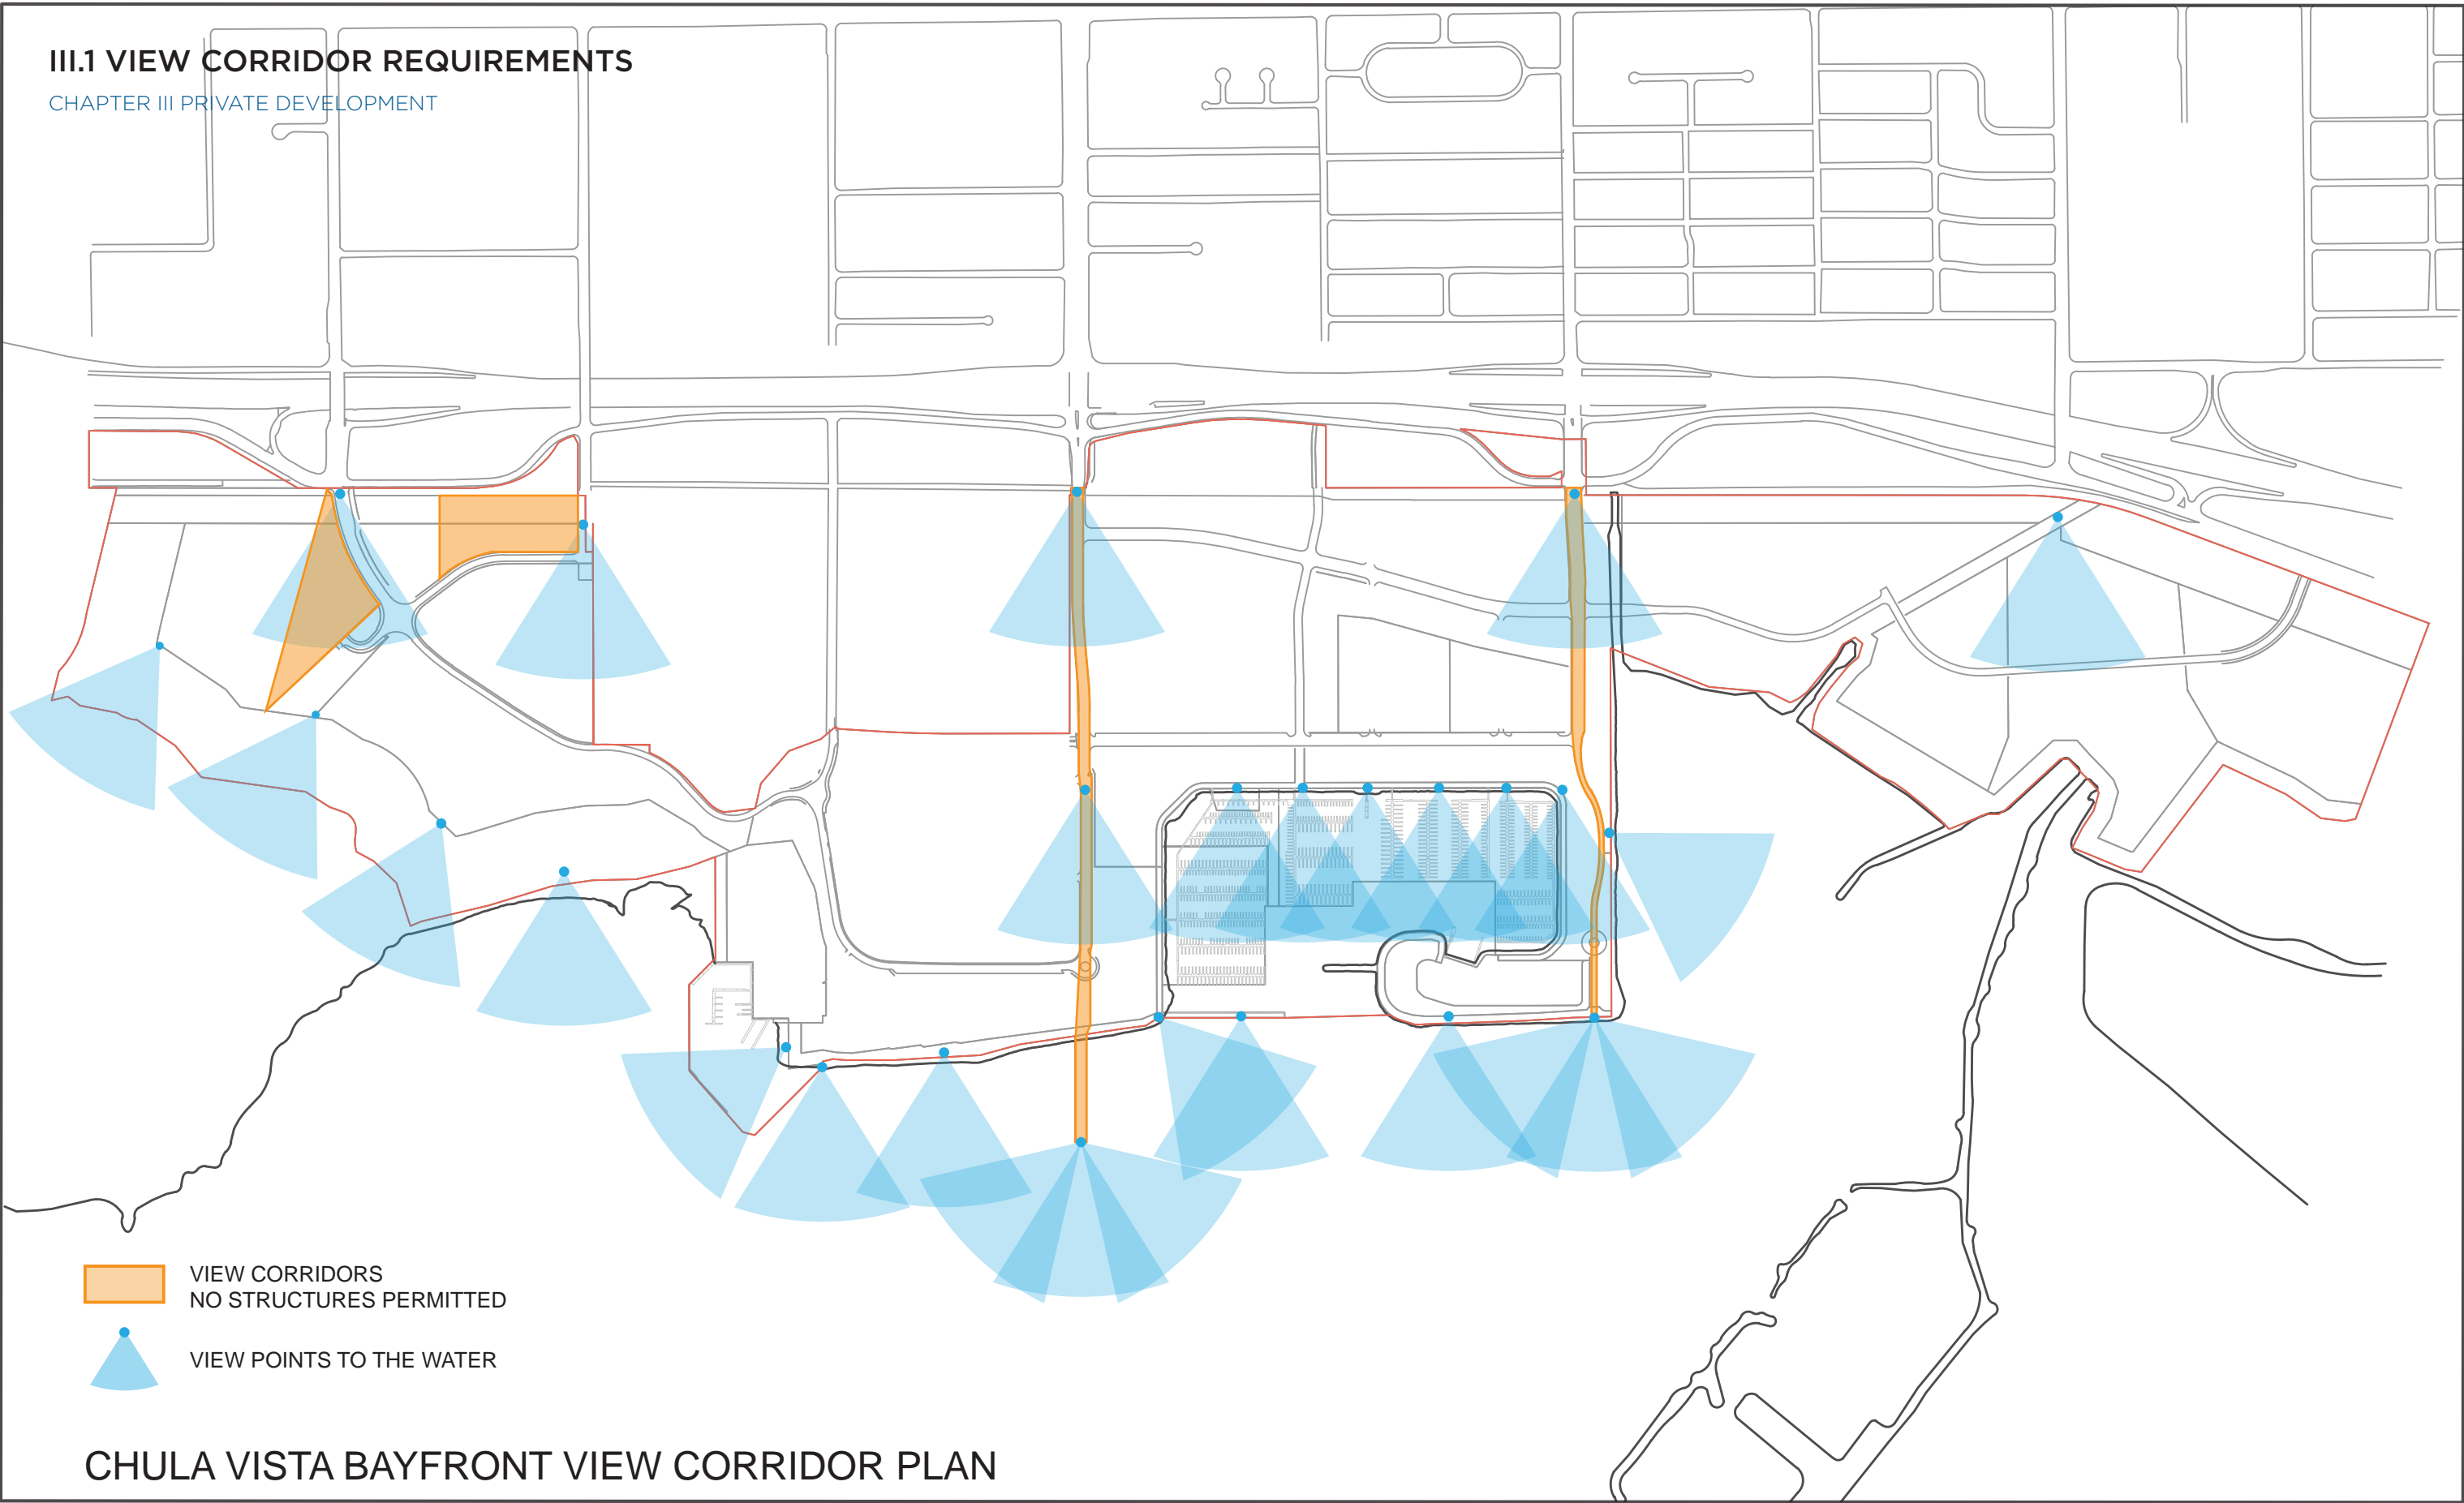 III.1 VIEW CORRIDOR REQUIREMENTS
CHAPTER III PRIVATE DEVELOPMENT
VIEW CORRIDORS
NO STRUCTURES PERMITTED
VIEW POINTS TO THE WATER
CHULA VISTA BAYFRONT VIEW CORRIDOR PLAN